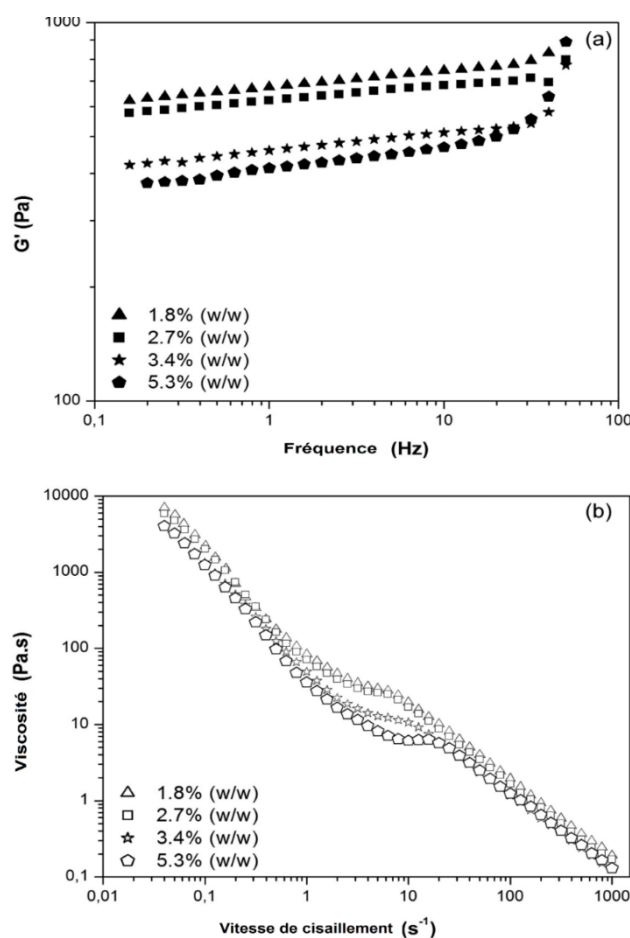 1000
(a)
G' (Pa)
1.8% (w/w)
2.7% (w/w)
3.4% (w/w)
5.3% (w/w)
100
0,1
1
10
100
Fréquence (Hz)
10000
(b)
1000
100
Viscosité (Pa.s)
10
1
1.8% (w/w)
2.7% (w/w)
3.4% (w/w)
5.3% (w/w)
0,1
0,01
0,1
1
10
100
1000
Vitesse de cisaillement (s⁻¹)